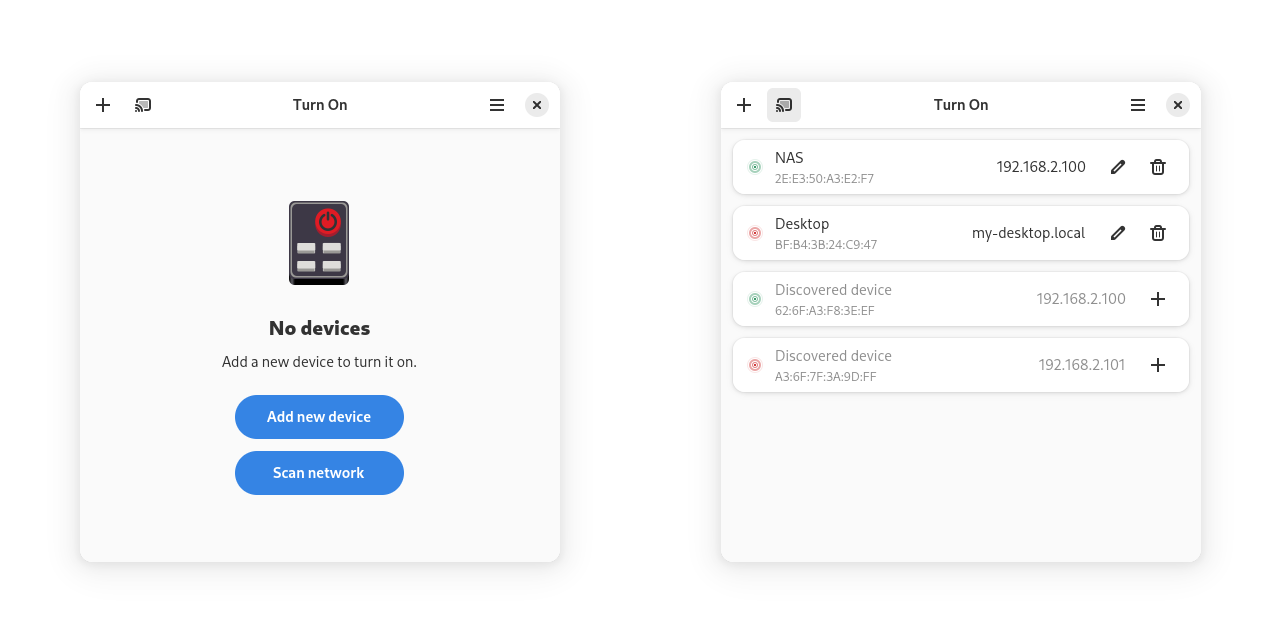 Turn On
No devices
Add a new device to turn it on.
Add new device
Scan network
Turn On
NAS
2E:E3:50:A3:E2:F7
192.168.2.100
Desktop
BF:B4:3B:24:C9:47
my-desktop.local
Discovered device
62:6F:A3:F8:3E:EF
192.168.2.100
Discovered device
A3:6F:7F:3A:9D:FF
192.168.2.101